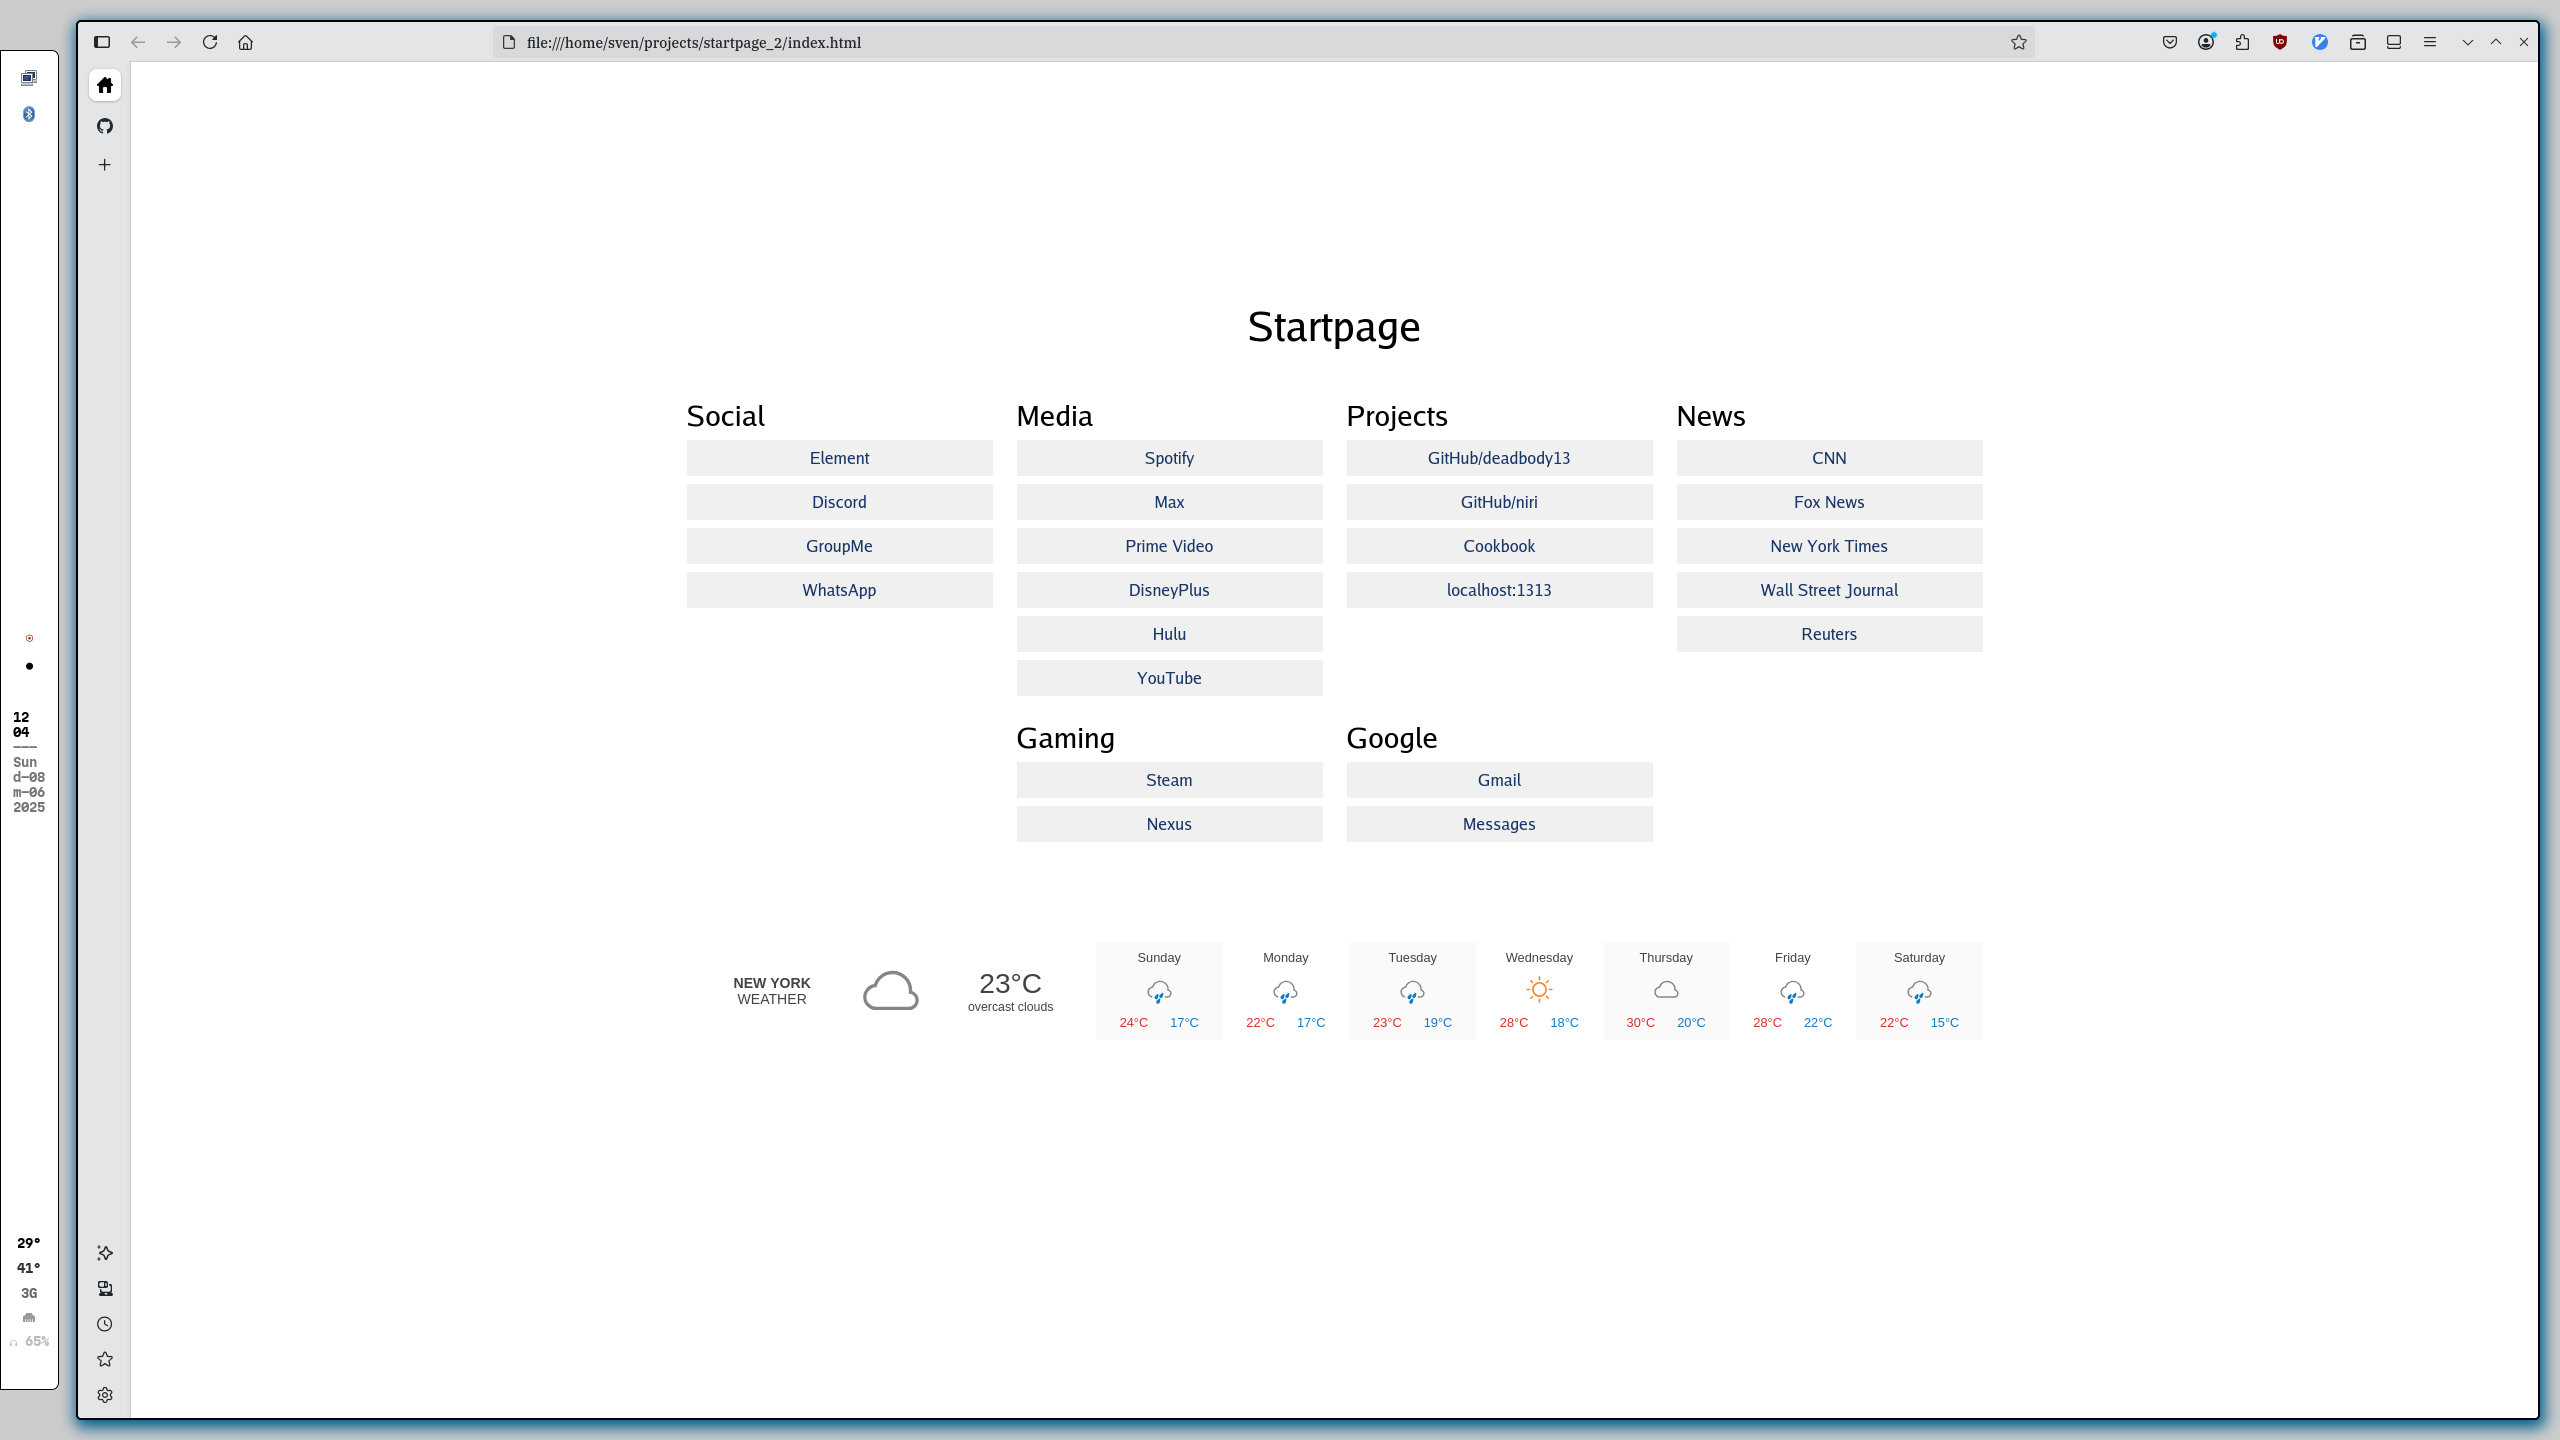 file:///home/sven/projects/startpage_2/index.html
12
04
———
Sun
d—08
m—06
2025
29°
41°
3G
65%
Startpage
Social
Element
Discord
GroupMe
WhatsApp
Media
Spotify
Max
Prime Video
DisneyPlus
Hulu
YouTube
Projects
GitHub/deadbody13
GitHub/niri
Cookbook
localhost:1313
News
CNN
Fox News
New York Times
Wall Street Journal
Reuters
Gaming
Steam
Nexus
Google
Gmail
Messages
NEW YORK
WEATHER
23°C
overcast clouds
Sunday
24°C 17°C
Monday
22°C 17°C
Tuesday
23°C 19°C
Wednesday
28°C 18°C
Thursday
30°C 20°C
Friday
28°C 22°C
Saturday
22°C 15°C